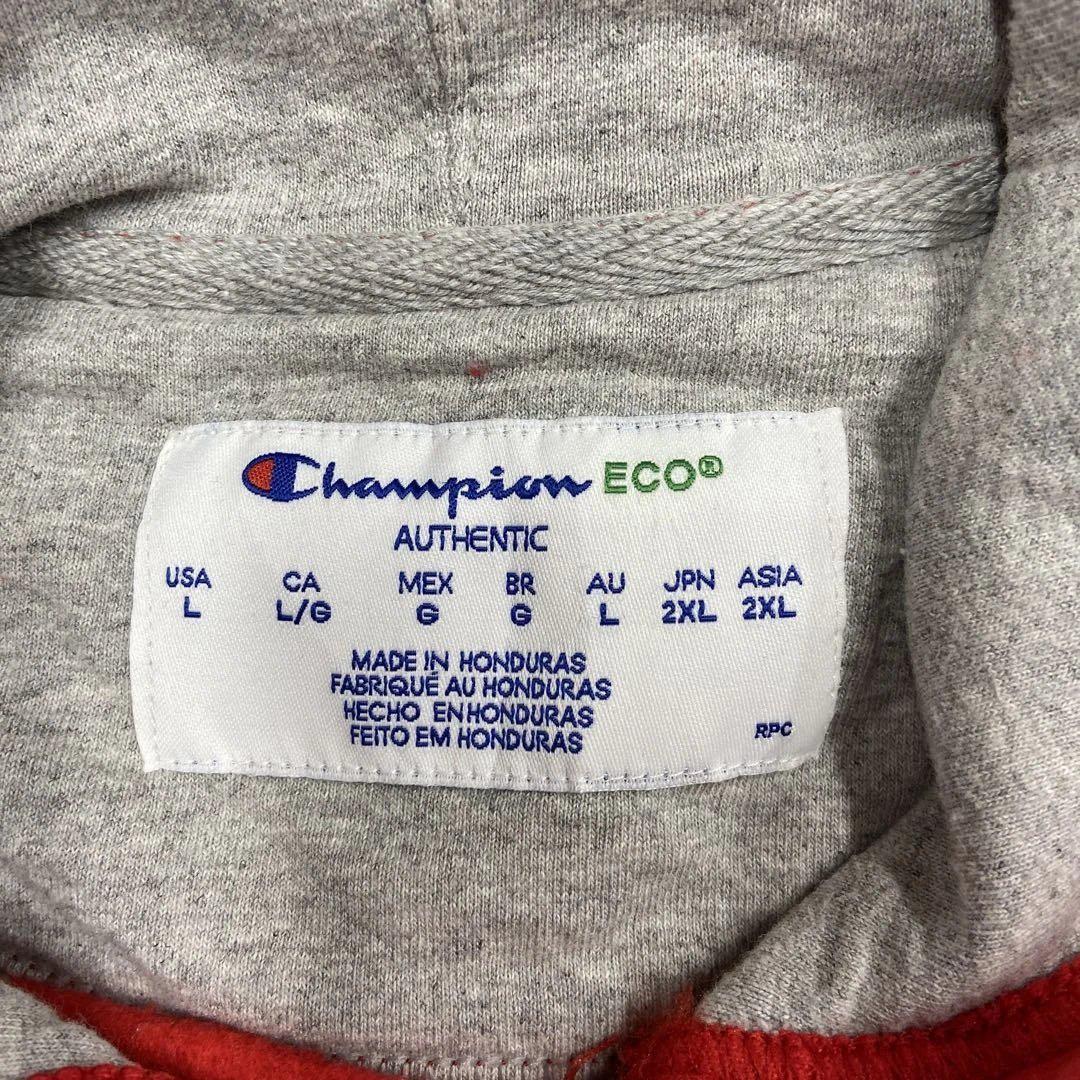 Champion ECO®
AUTHENTIC
USA CA MEX BR AU JPN ASIA
L L/G G G L 2XL 2XL
MADE IN HONDURAS
FABRIQUÉ AU HONDURAS
HECHO EN HONDURAS
FEITO EM HONDURAS
RPC